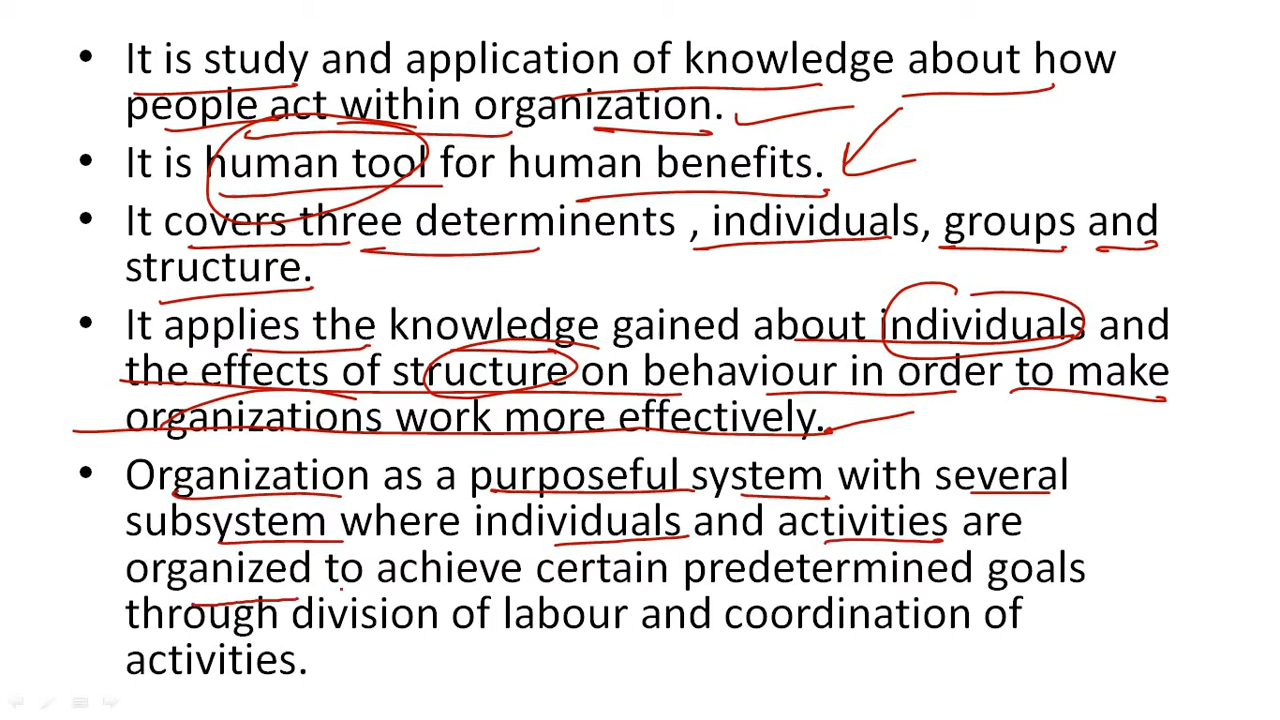 • It is study and application of knowledge about how
people act within organization.
• It is human tool for human benefits.
• It covers three determinents , individuals, groups and
structure.
• It applies the knowledge gained about individuals and
the effects of structure on behaviour in order to make
organizations work more effectively.
• Organization as a purposeful system with several
subsystem where individuals and activities are
organized to achieve certain predetermined goals
through division of labour and coordination of
activities.